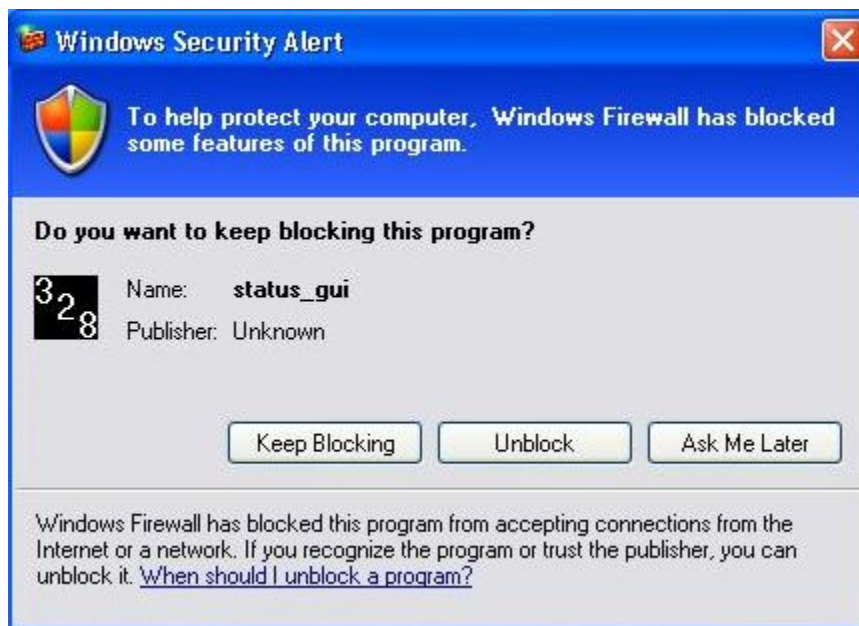 Windows Security Alert
To help protect your computer, Windows Firewall has blocked
some features of this program.
Do you want to keep blocking this program?
328
Name: status_gui
Publisher: Unknown
Keep Blocking Unblock Ask Me Later
Windows Firewall has blocked this program from accepting connections from the
Internet or a network. If you recognize the program or trust the publisher, you can
unblock it. When should I unblock a program?